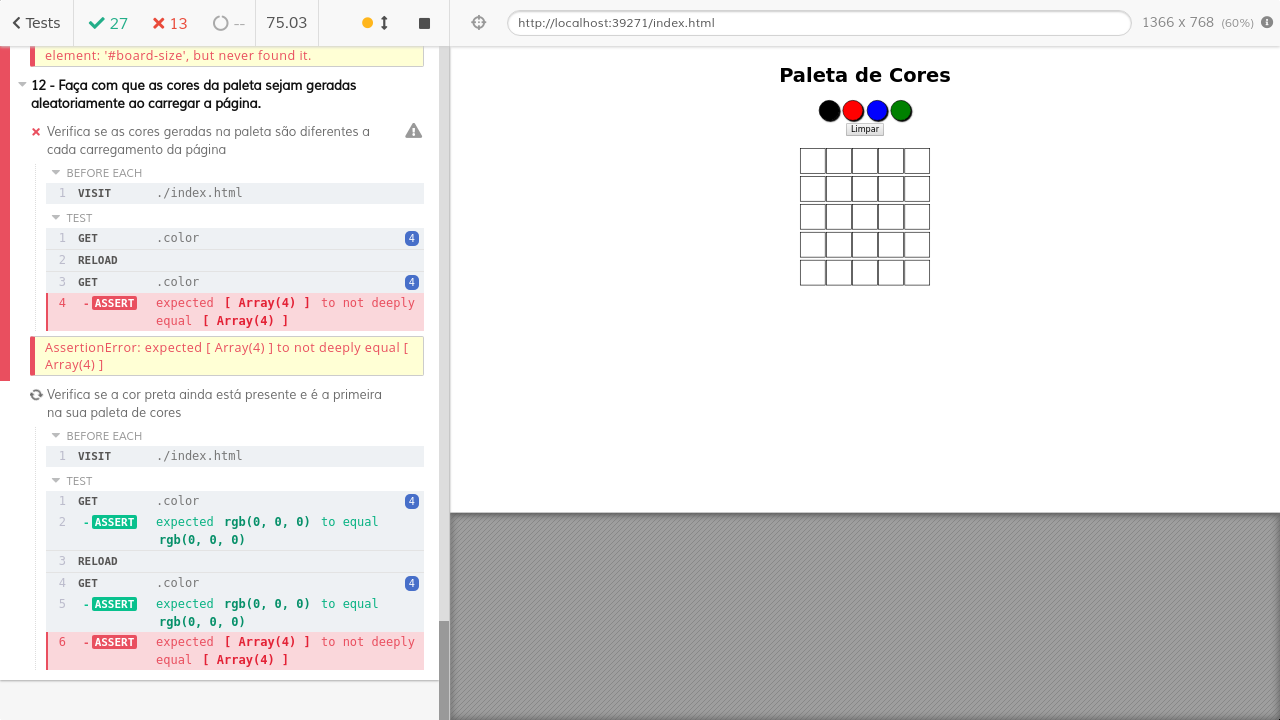 Tests
27
13
--
75.03
http://localhost:39271/index.html
1366 x 768 (60%)
element: '#board-size', but never found it.
12 - Faça com que as cores da paleta sejam geradas
aleatoriamente ao carregar a página.
Verifica se as cores geradas na paleta são diferentes a
cada carregamento da página
BEFORE EACH
1 VISIT ./index.html
TEST
1 GET .color 4
2 RELOAD
3 GET .color 4
4 -ASSERT expected [ Array(4) ] to not deeply
equal [ Array(4) ]
AssertionError: expected [ Array(4) ] to not deeply equal [
Array(4) ]
Verifica se a cor preta ainda está presente e é a primeira
na sua paleta de cores
BEFORE EACH
1 VISIT ./index.html
TEST
1 GET .color 4
2 -ASSERT expected rgb(0, 0, 0) to equal
rgb(0, 0, 0)
3 RELOAD
4 GET .color 4
5 -ASSERT expected rgb(0, 0, 0) to equal
rgb(0, 0, 0)
6 -ASSERT expected [ Array(4) ] to not deeply
equal [ Array(4) ]
Paleta de Cores
Limpar